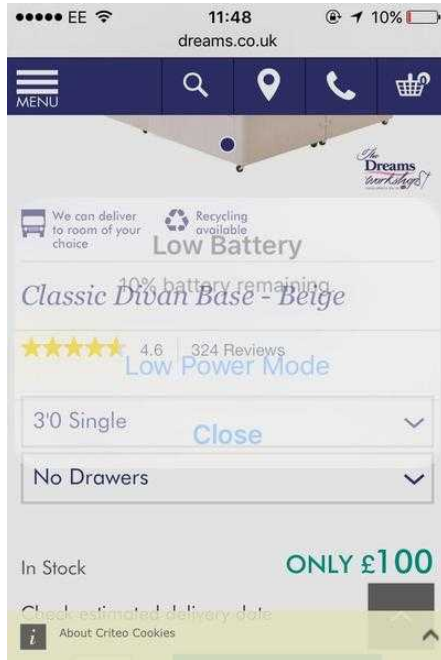 EE 11:48 10%
dreams.co.uk
MENU
The
Dreams
Workshops
We can deliver
to room of your
choice
Recycling
available
Low Battery
10% battery remaining
Classic Divan Base - Beige
4.6 324 Reviews
Low Power Mode
3'0 Single
Close
No Drawers
In Stock ONLY £100
Check estimated delivery date
i About Criteo Cookies